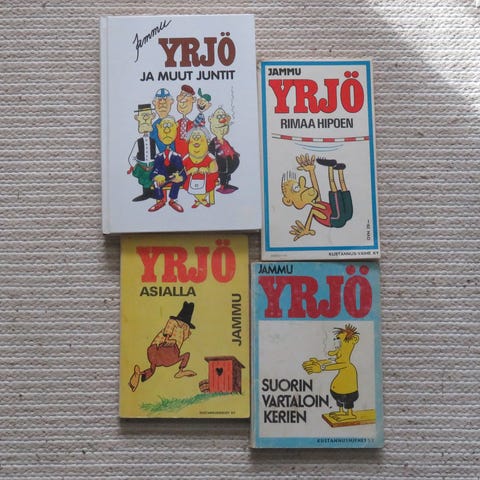 Jammu
YRJÖ
JA MUUT JUNTIT
JAMMU
YRJÖ
RIMAA HIPOEN
KUSTANNUS-VAIHE KY
YRJÖ
ASIALLA
JAMMU
JAMMU
YRJÖ
SUORIN
VARTALOIN,
KERIEN